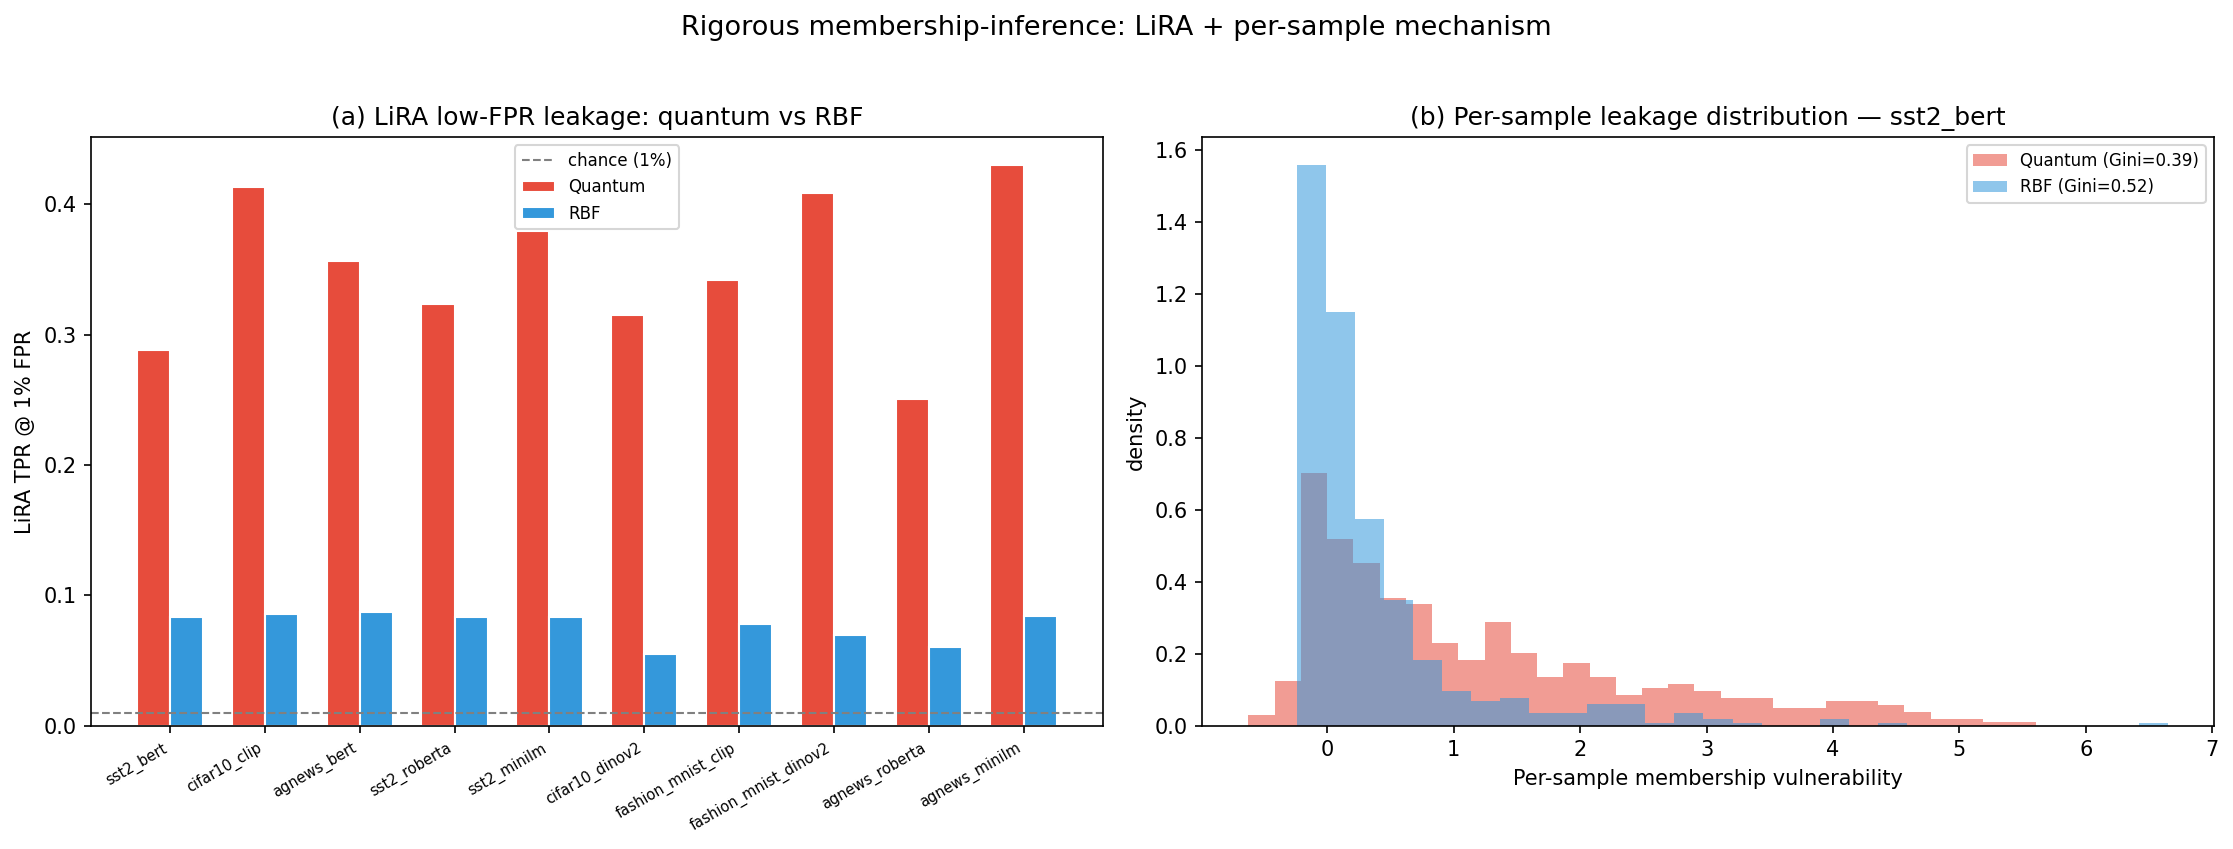 Rigorous membership-inference: LiRA + per-sample mechanism
(a) LiRA low-FPR leakage: quantum vs RBF
chance (1%)
Quantum
RBF
LiRA TPR @ 1% FPR
0.4
0.3
0.2
0.1
0.0
sst2_bert
cifar10_clip
agnews_bert
sst2_roberta
sst2_minilm
cifar10_dinov2
fashion_mnist_clip
fashion_mnist_dinov2
agnews_roberta
agnews_minilm
(b) Per-sample leakage distribution — sst2_bert
Quantum (Gini=0.39)
RBF (Gini=0.52)
density
1.6
1.4
1.2
1.0
0.8
0.6
0.4
0.2
0.0
0 1 2 3 4 5 6 7
Per-sample membership vulnerability